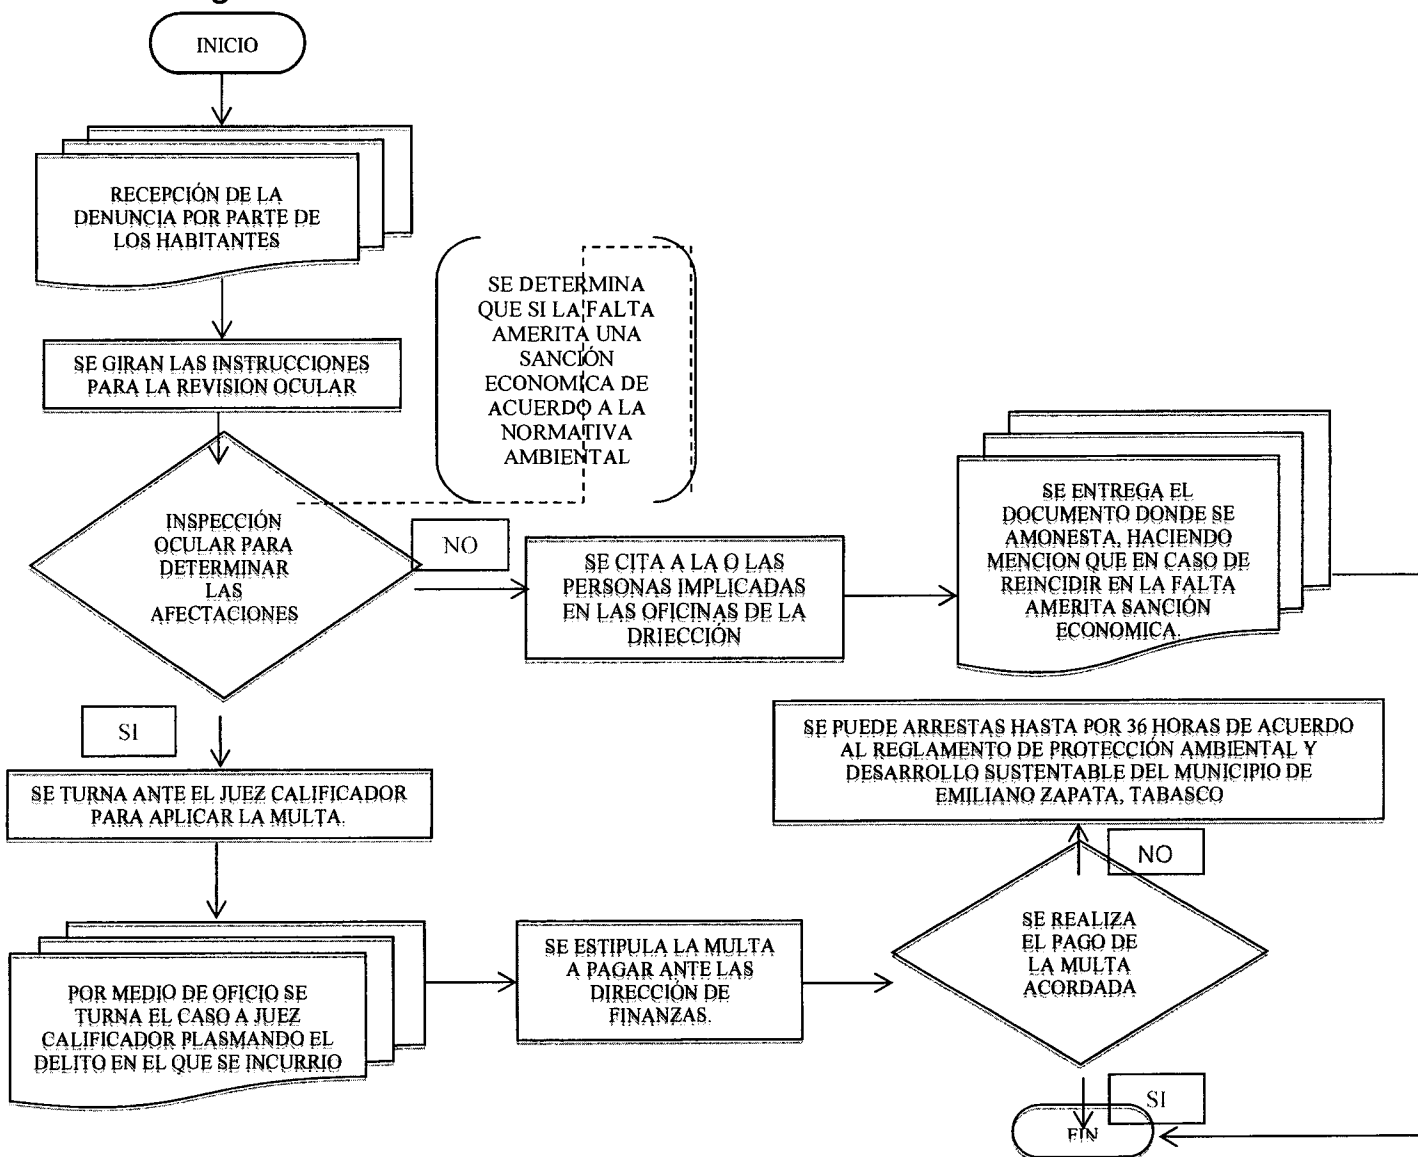 INICIO
RECEPCIÓN DE LA
DENUNCIA POR PARTE DE
LOS HABITANTES
SE GIRAN LAS INSTRUCCIONES
PARA LA REVISION OCULAR
SE DETERMINA
QUE SI LA FALTA
AMERITA UNA
SANCIÓN
ECONOMICA DE
ACUERDO A LA
NORMATIVA
AMBIENTAL
INSPECCIÓN
OCULAR PARA
DETERMINAR
LAS
AFECTACIONES
NO
SE CITA A LA O LAS
PERSONAS IMPLICADAS
EN LAS OFICINAS DE LA
DRIECCIÓN
SE ENTREGA EL
DOCUMENTO DONDE SE
AMONESTA, HACIENDO
MENCION QUE EN CASO DE
REINCIDIR EN LA FALTA
AMERITA SANCIÓN
ECONOMICA.
SI
SE TURNA ANTE EL JUEZ CALIFICADOR
PARA APLICAR LA MULTA.
SE PUEDE ARRESTAS HASTA POR 36 HORAS DE ACUERDO
AL REGLAMENTO DE PROTECCIÓN AMBIENTAL Y
DESARROLLO SUSTENTABLE DEL MUNICIPIO DE
EMILIANO ZAPATA, TABASCO
NO
POR MEDIO DE OFICIO SE
TURNA EL CASO A JUEZ
CALIFICADOR PLASMANDO EL
DELITO EN EL QUE SE INCURRIO
SE ESTIPULA LA MULTA
A PAGAR ANTE LAS
DIRECCIÓN DE
FINANZAS.
SE REALIZA
EL PAGO DE
LA MULTA
ACORDADA
SI
FIN